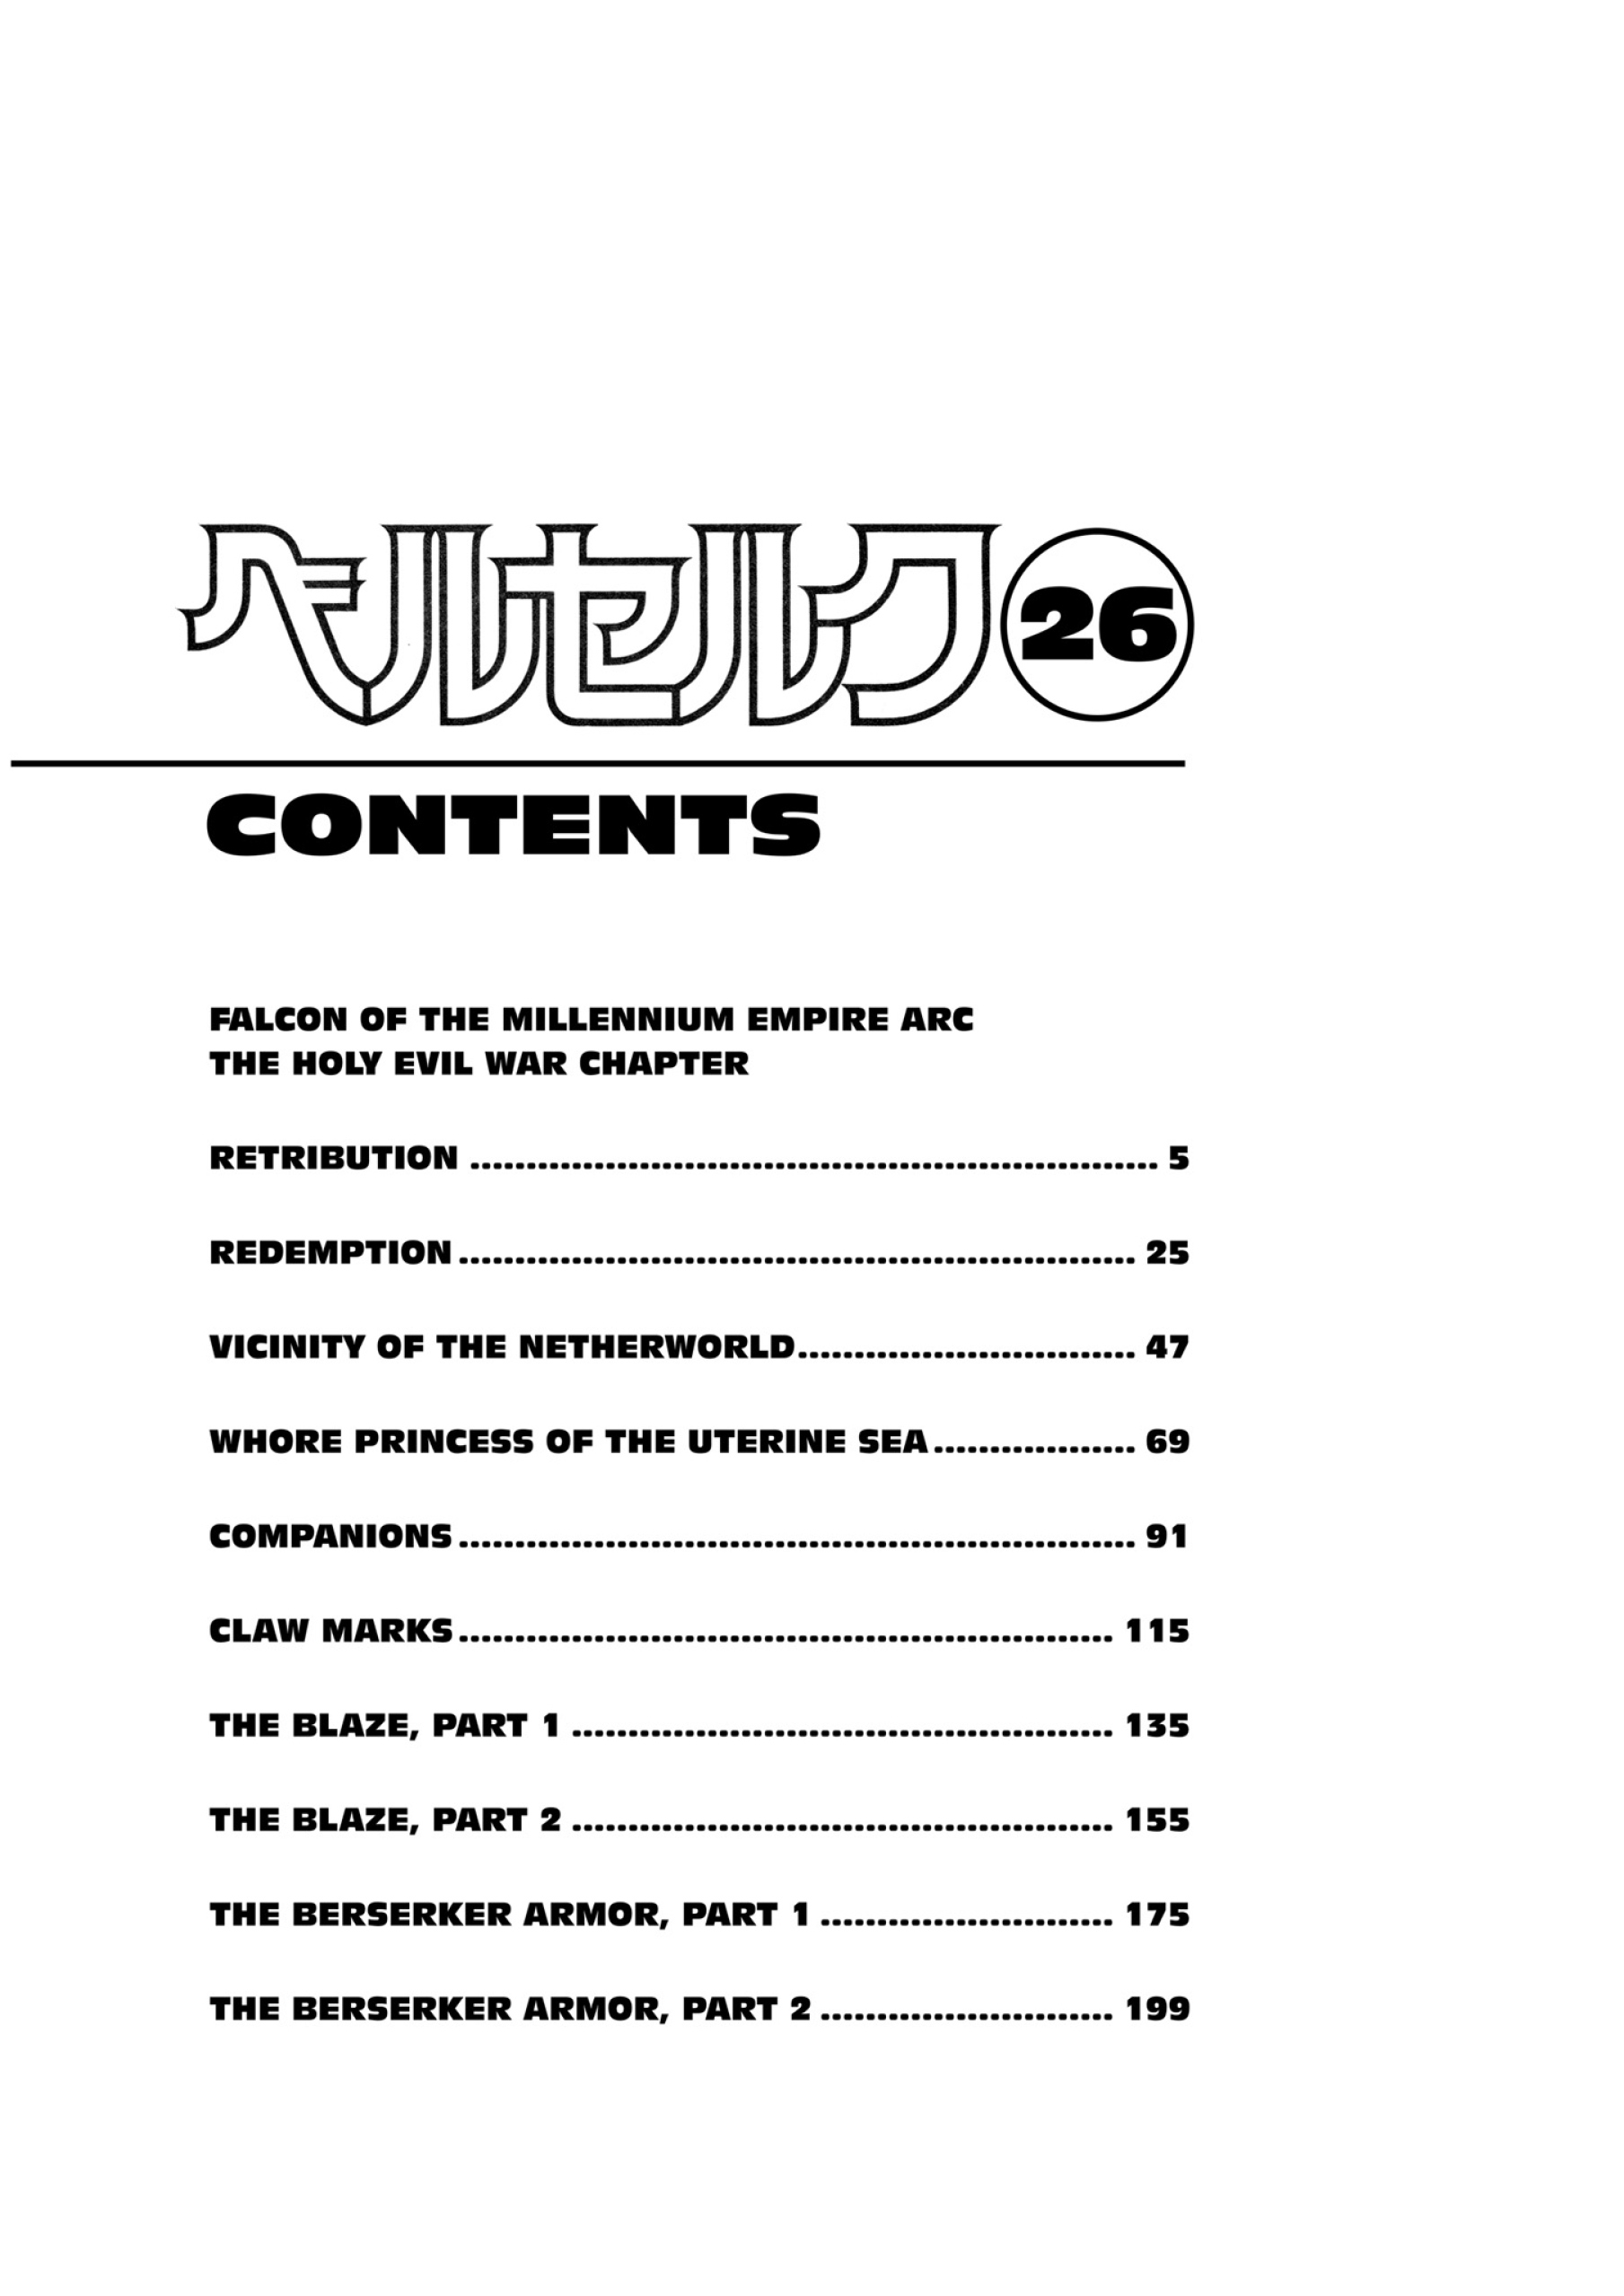 ベルセルク 26
CONTENTS
FALCON OF THE MILLENNIUM EMPIRE ARC
THE HOLY EVIL WAR CHAPTER
RETRIBUTION ............................................................. 5
REDEMPTION ............................................................ 25
VICINITY OF THE NETHERWORLD.............................. 47
WHORE PRINCESS OF THE UTERINE SEA.................. 69
COMPANIONS............................................................ 91
CLAW MARKS.......................................................... 115
THE BLAZE, PART 1 ................................................ 135
THE BLAZE, PART 2 ................................................ 155
THE BERSERKER ARMOR, PART 1 .......................... 175
THE BERSERKER ARMOR, PART 2 .......................... 199